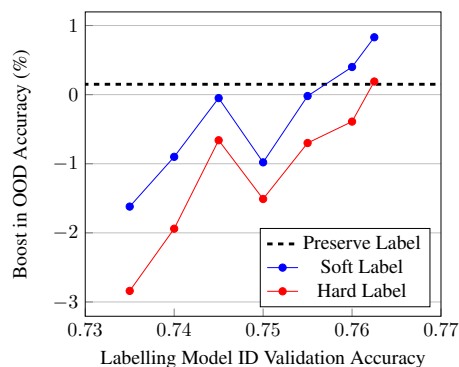 Boost in OOD Accuracy (%)
1
0
−1
−2
−3
Preserve Label
Soft Label
Hard Label
0.73 0.74 0.75 0.76 0.77
Labelling Model ID Validation Accuracy